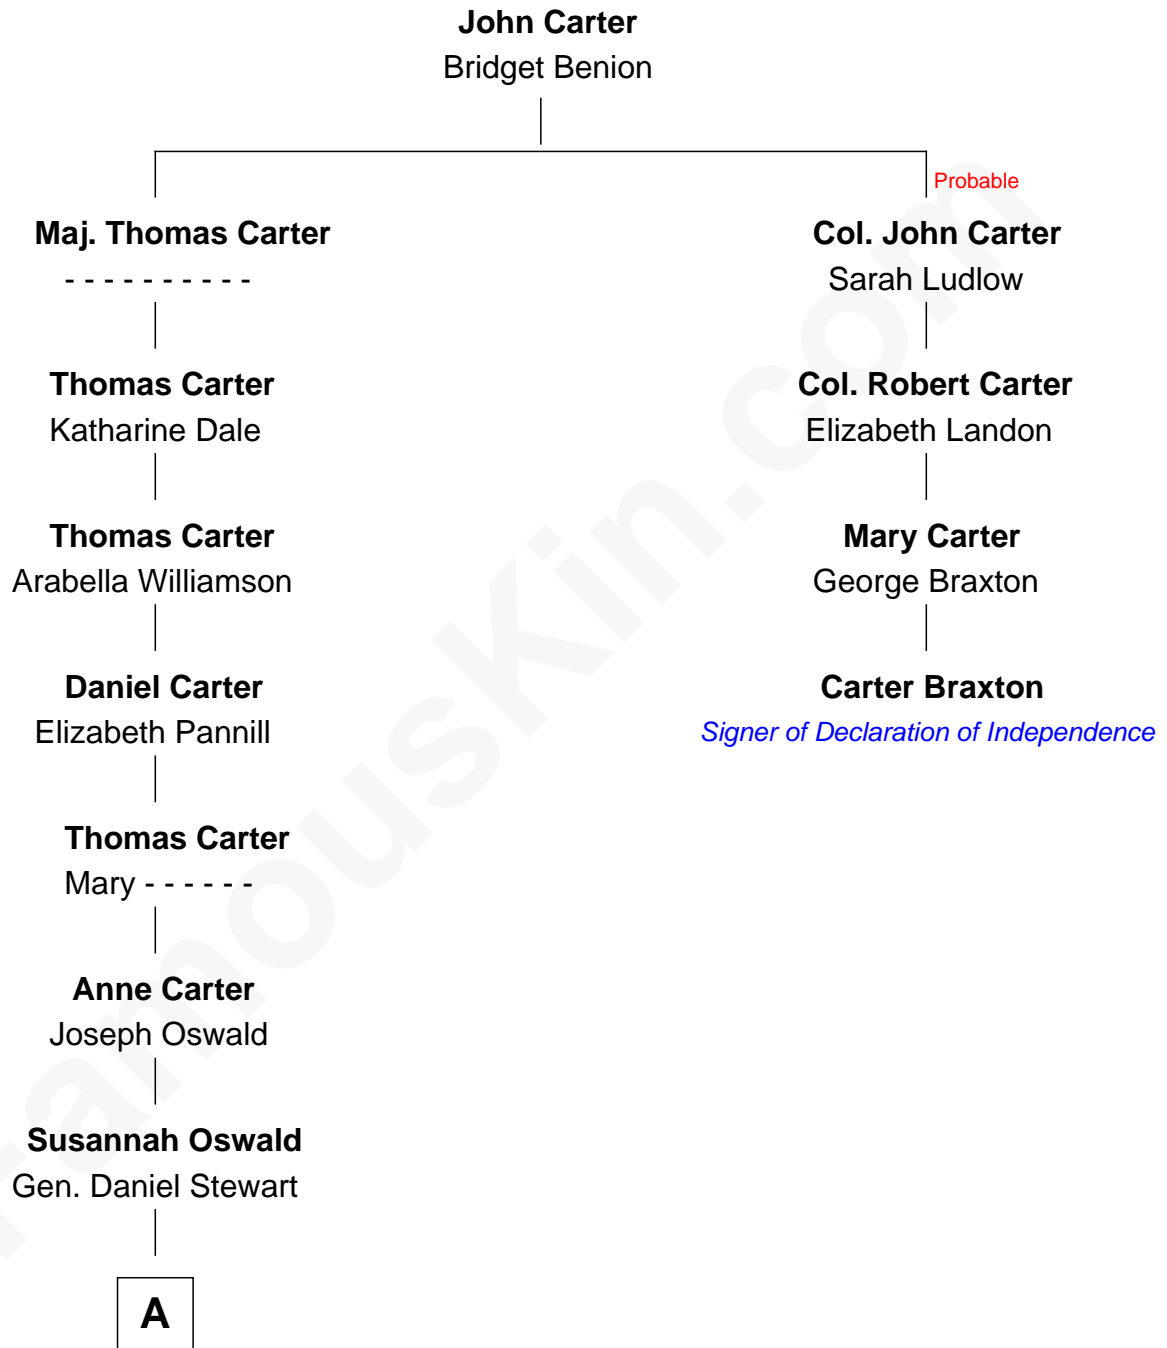 John Carter
Bridget Benion
Probable
Maj. Thomas Carter
- - - - - - - - - -
Col. John Carter
Sarah Ludlow
Thomas Carter
Katharine Dale
Col. Robert Carter
Elizabeth Landon
Thomas Carter
Arabella Williamson
Mary Carter
George Braxton
Daniel Carter
Elizabeth Pannill
Carter Braxton
Signer of Declaration of Independence
Thomas Carter
Mary - - - - - -
Anne Carter
Joseph Oswald
Susannah Oswald
Gen. Daniel Stewart
A
FamousKin.com